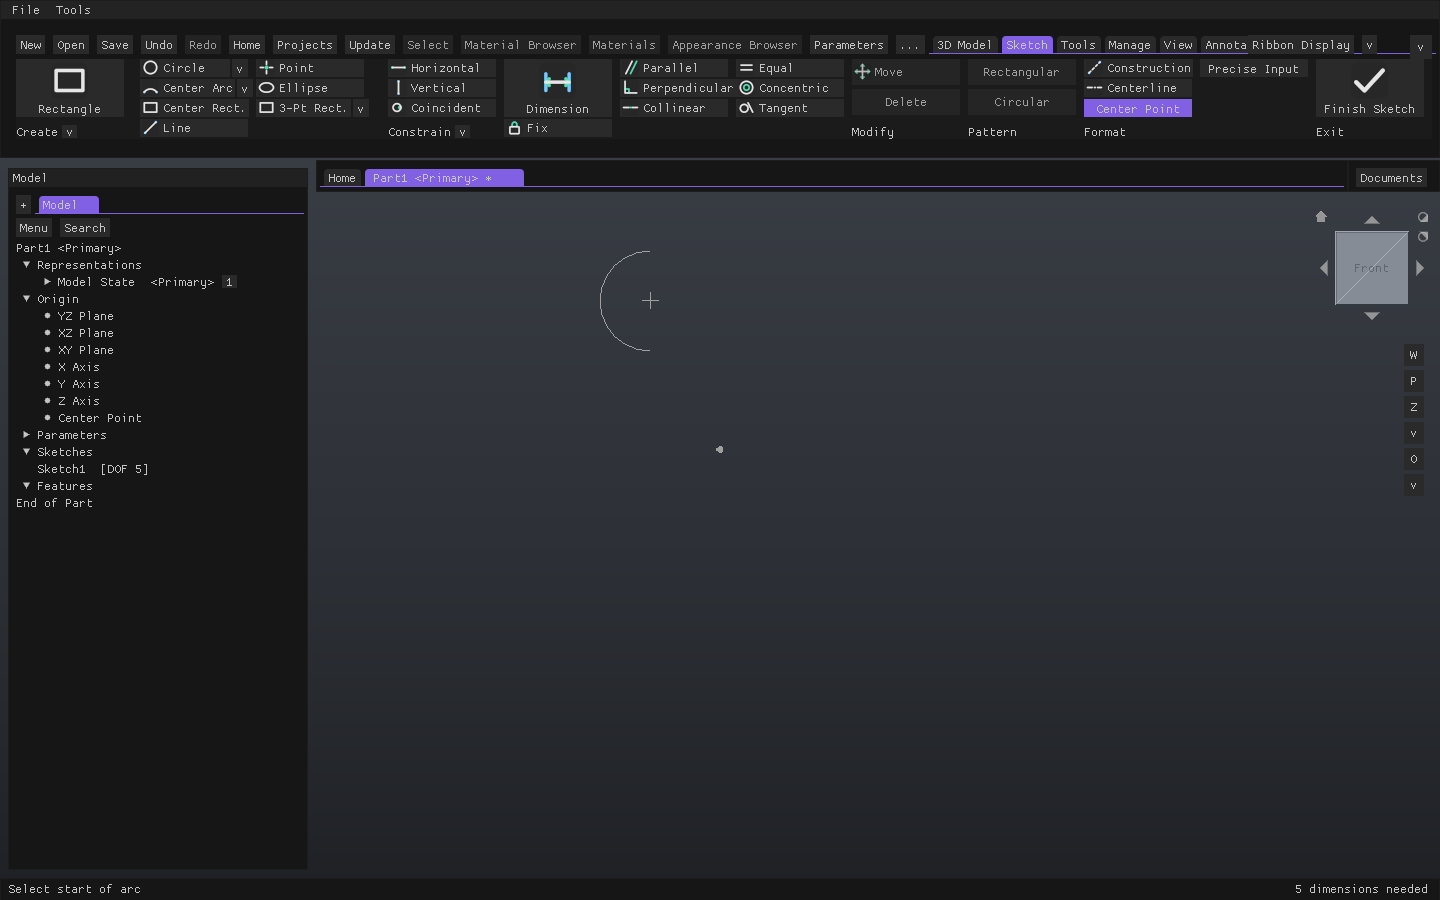 File Tools
New Open Save Undo Redo Home Projects Update Select Material Browser Materials Appearance Browser Parameters ... 3D Model Sketch Tools Manage View Annota Ribbon Display v v
Circle v Point Horizontal Parallel Equal Move Rectangular Construction Precise Input
Center Arc v Ellipse Vertical Perpendicular Concentric Centerline
Rectangle Center Rect. 3-Pt Rect. v Coincident Dimension Collinear Tangent Delete Circular Center Point Finish Sketch
Line Fix
Create v Constrain v Modify Pattern Format Exit
Model
Home Part1 <Primary> * Documents
+ Model
Menu Search
Part1 <Primary>
Representations
Model State <Primary> 1
Origin
YZ Plane
XZ Plane
XY Plane
X Axis
Y Axis
Z Axis
Center Point
Parameters
Sketches
Sketch1 [DOF 5]
Features
End of Part
Front
W
P
Z
v
O
v
Select start of arc 5 dimensions needed